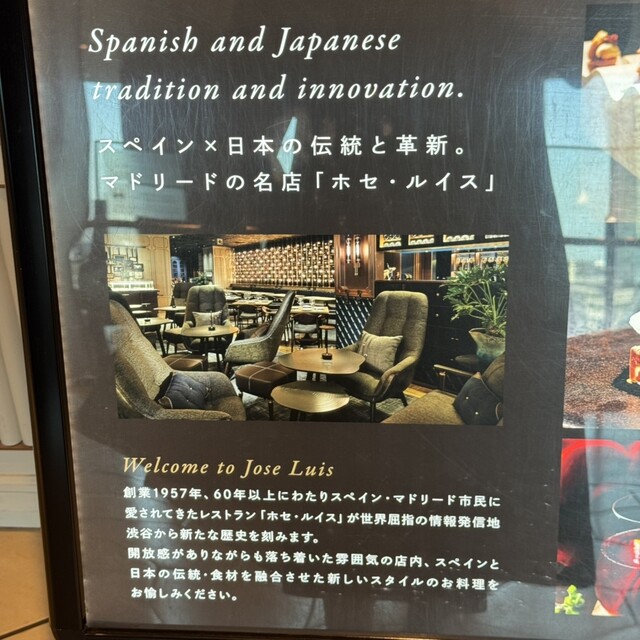 Spanish and Japanese
tradition and innovation.
スペイン×日本の伝統と革新。
マドリードの名店「ホセ・ルイス」
Welcome to Jose Luis
創業1957年、60年以上にわたりスペイン・マドリード市民に
愛されてきたレストラン「ホセ・ルイス」が世界屈指の情報発信地
渋谷から新たな歴史を刻みます。
開放感がありながらも落ち着いた雰囲気の店内、スペインと
日本の伝統・食材を融合させた新しいスタイルのお料理を
お愉しみください。